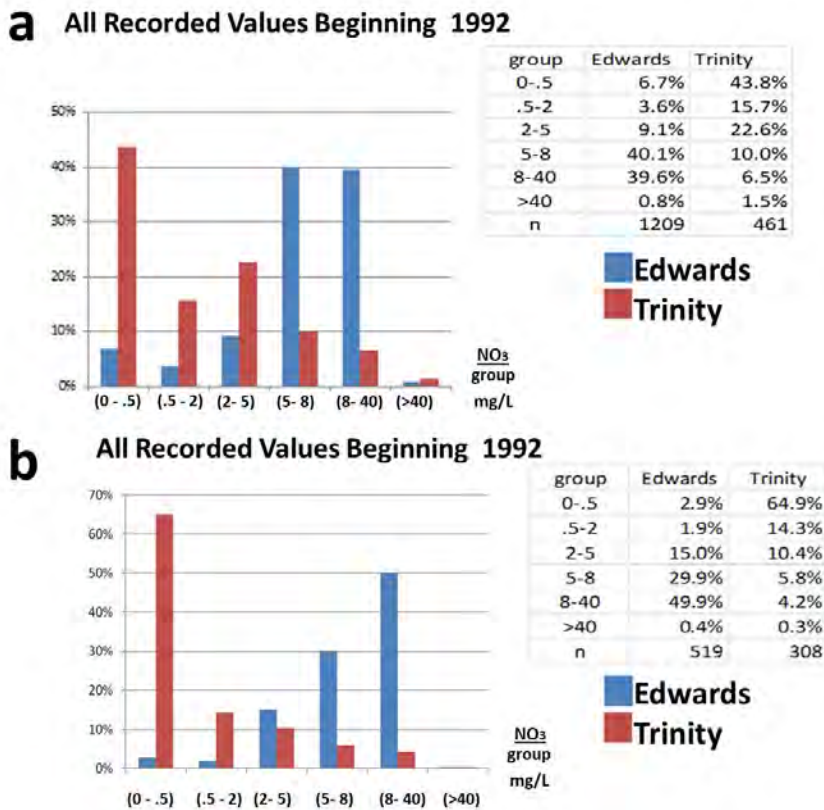 a
All Recorded Values Beginning 1992
50%
40%
30%
20%
10%
0%
(0 - .5) (.5 - 2) (2- 5) (5- 8) (8- 40) (>40)
NO3
group
mg/L
group Edwards Trinity
0-.5 6.7% 43.8%
.5-2 3.6% 15.7%
2-5 9.1% 22.6%
5-8 40.1% 10.0%
8-40 39.6% 6.5%
>40 0.8% 1.5%
n 1209 461
Edwards
Trinity
b
All Recorded Values Beginning 1992
70%
60%
50%
40%
30%
20%
10%
0%
(0 - .5) (.5 - 2) (2- 5) (5- 8) (8- 40) (>40)
NO3
group
mg/L
group Edwards Trinity
0-.5 2.9% 64.9%
.5-2 1.9% 14.3%
2-5 15.0% 10.4%
5-8 29.9% 5.8%
8-40 49.9% 4.2%
>40 0.4% 0.3%
n 519 308
Edwards
Trinity